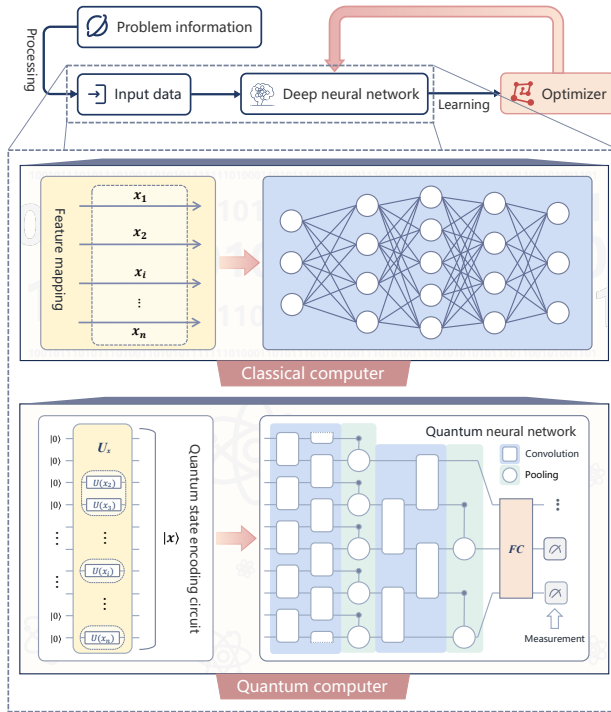 Problem information
Processing
Input data
Deep neural network
Learning
Optimizer
Feature mapping
x₁
x₂
xᵢ
⋮
xₙ
Classical computer
|0⟩
|0⟩
|0⟩
|0⟩
⋮ ⋮
⋮ ⋮
|0⟩
|0⟩
Uₓ
U(x₂)
U(x₃)
⋮
U(xᵢ)
⋮
U(xₙ)
|x⟩
Quantum state encoding circuit
Quantum neural network
Convolution
Pooling
FC
⋮
Measurement
Quantum computer